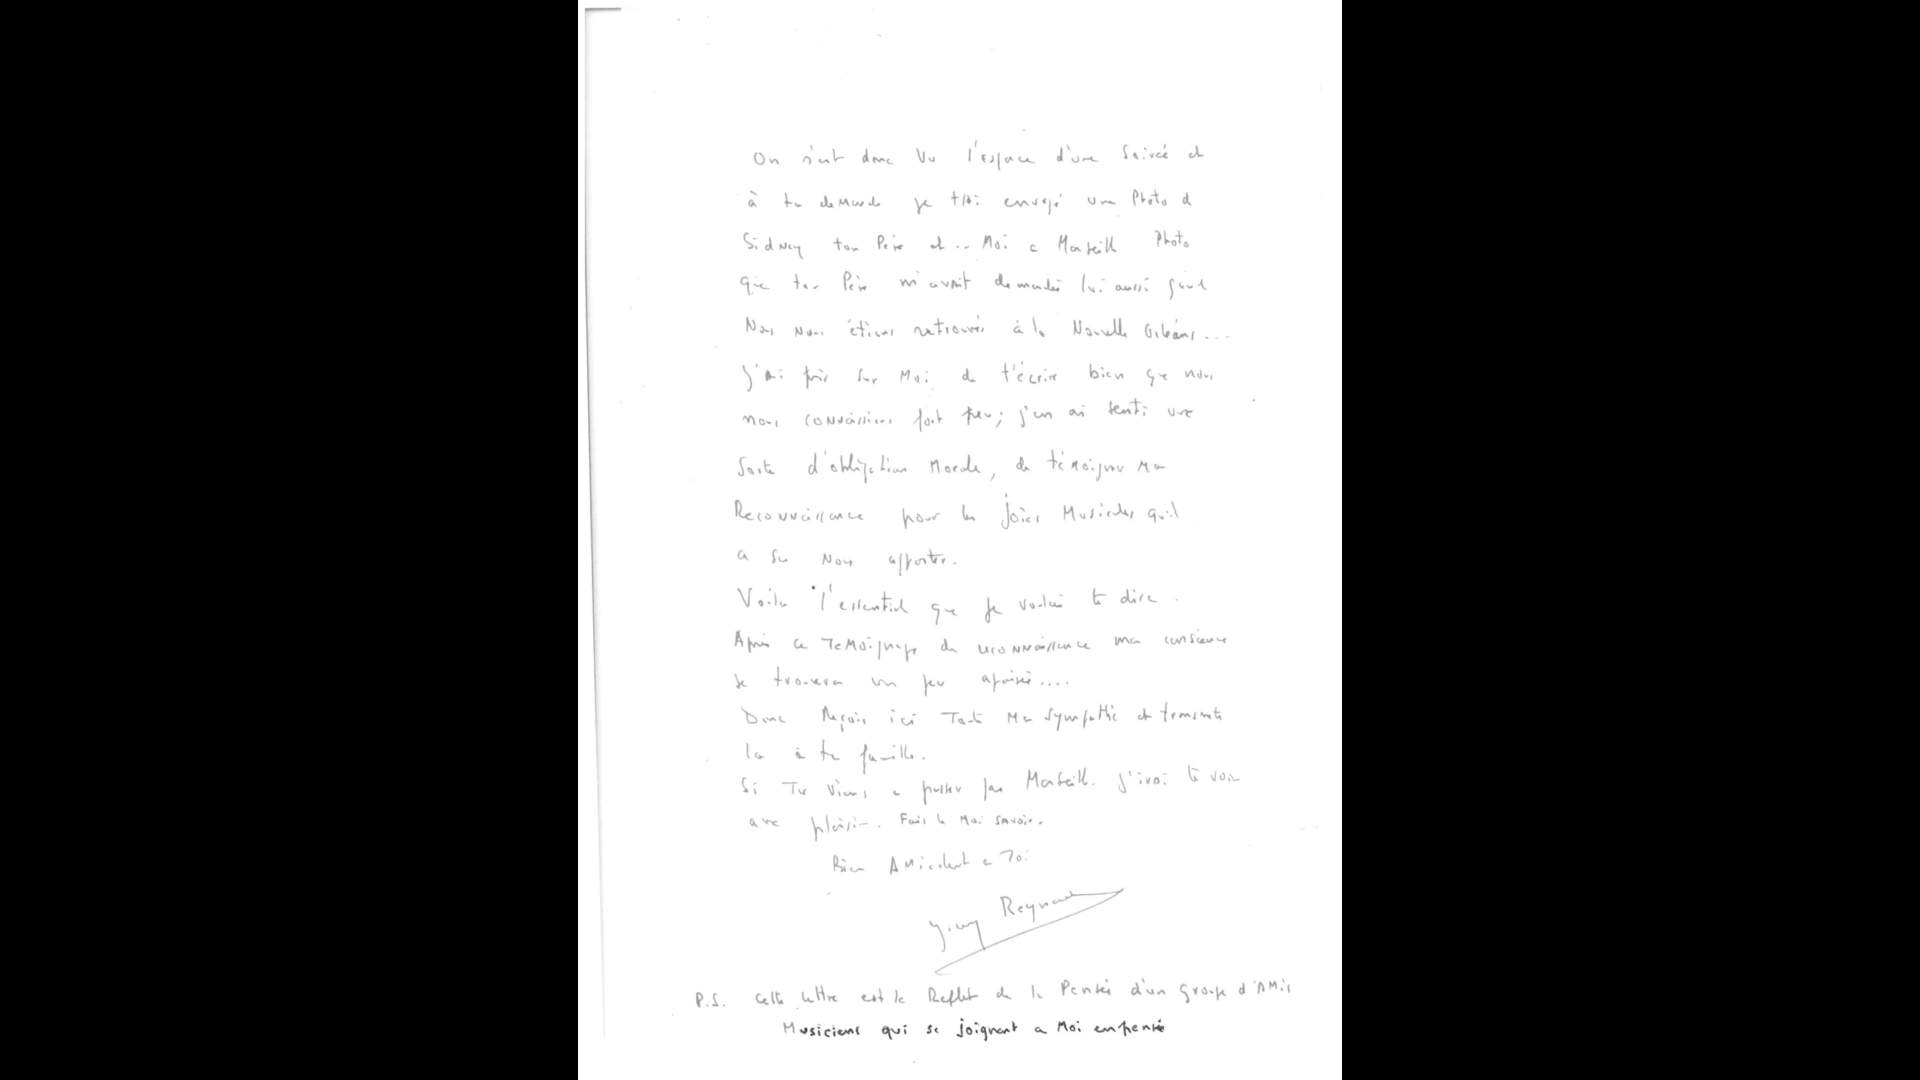 On s'est donc Vu l'espace d'une Soirée et
à ta demande je t'ai envoyé une Photo de
Sidney ton Père et .. Moi a Marseille Photo
que ton Père m'avait demandée lui aussi quand
Nous nous étions retrouvés à la Nouvelle Orléans...
J'ai pris sur Moi de t'écrire bien que nous
nous connaissions fort peu; j'en ai senti une
Sorte d'obligation Morale, de témoigner Ma
Reconnaissance pour les Joies Musicales qu'il
a su Nous apporter.
Voilà l'essentiel que je voulais te dire.
Après ce Temoignage de reconnaissance ma conscience
se trouvera un peu apaisée....
Donc Reçois ici Toute Ma Sympathie et transmets
la à ta famille.
Si Tu Viens a passer par Marseille. J'irai te voir
avec plaisir. Fais le Moi savoir.
Bien Amicalement a Toi
Reynaud
P.S. Cette lettre est le Reflet de la Pensée d'un Groupe d'AMis
Musiciens qui se joignent a Moi en pensée